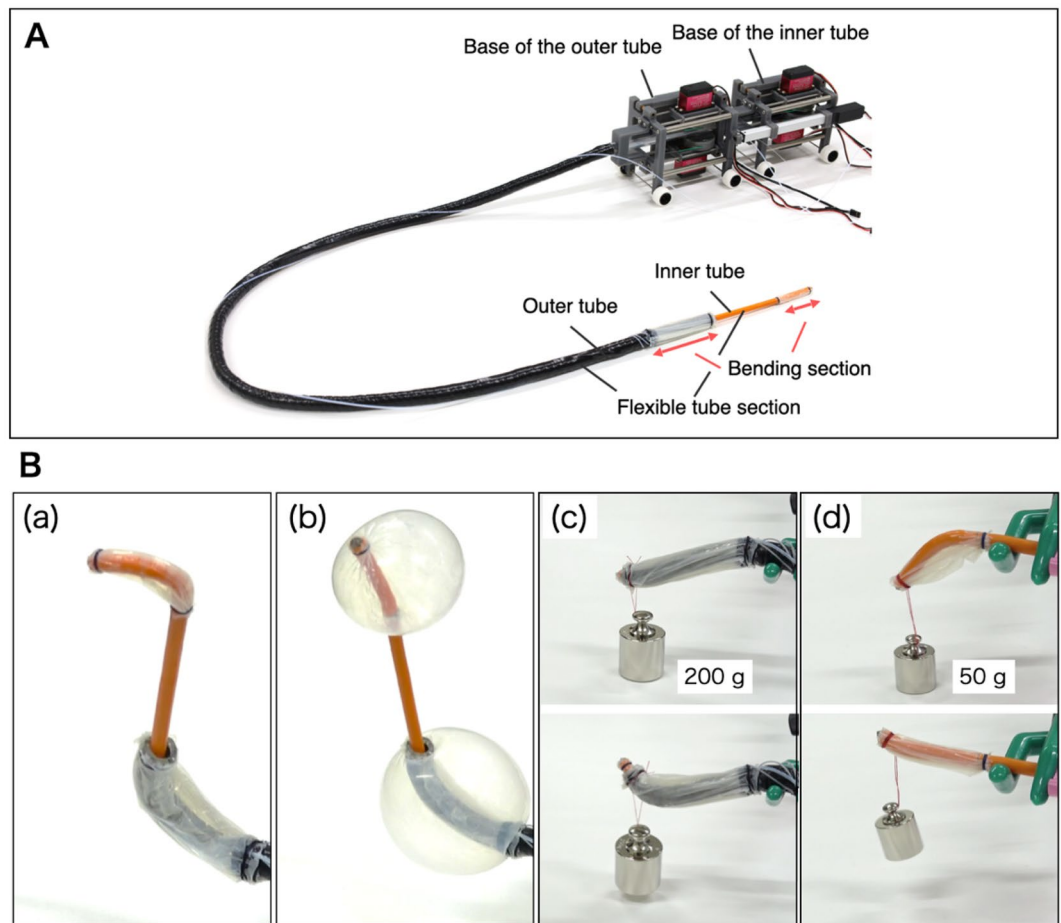 A
Base of the outer tube
Base of the inner tube
Inner tube
Outer tube
Bending section
Flexible tube section
B
(a)
(b)
(c)
(d)
200 g
50 g